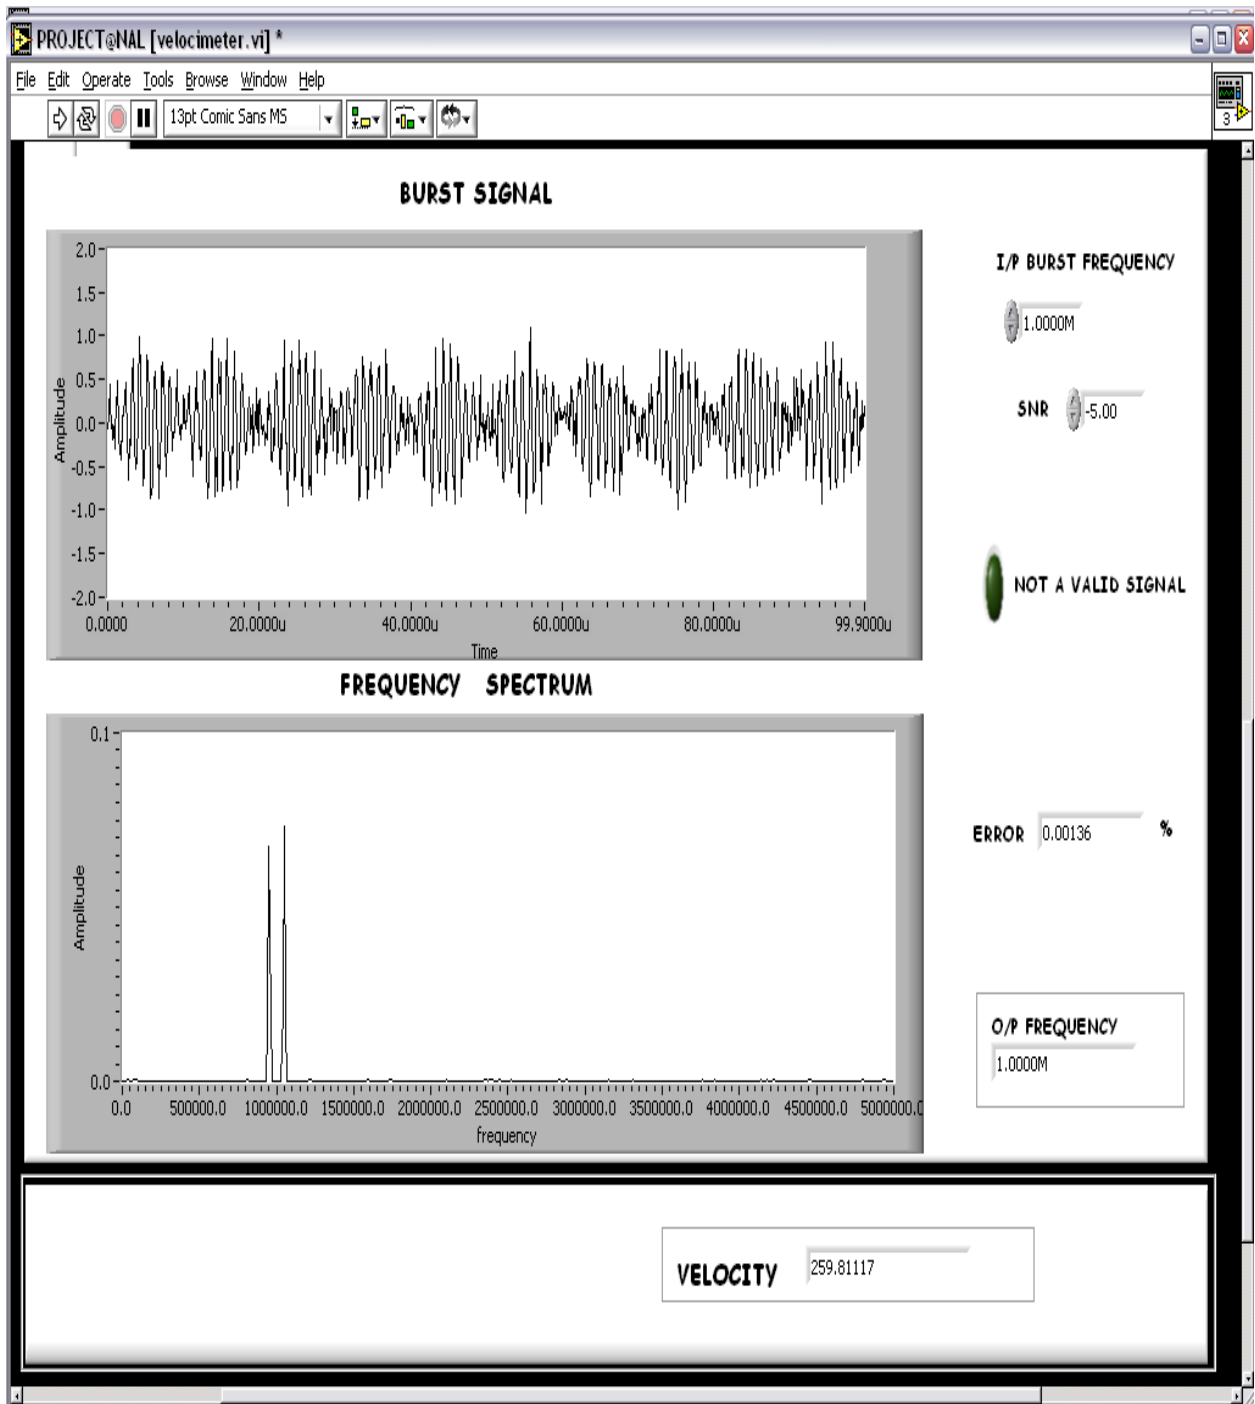 PROJECT@NAL [velocimeter.vi] *
File Edit Operate Tools Browse Window Help
13pt Comic Sans MS
3
BURST SIGNAL
2.0
1.5
1.0
0.5
0.0
-0.5
-1.0
-1.5
-2.0
Amplitude
0.0000 20.0000u 40.0000u 60.0000u 80.0000u 99.9000u
Time
I/P BURST FREQUENCY
1.0000M
SNR -5.00
NOT A VALID SIGNAL
FREQUENCY SPECTRUM
0.1
0.0
Amplitude
0.0 500000.0 1000000.0 1500000.0 2000000.0 2500000.0 3000000.0 3500000.0 4000000.0 4500000.0 5000000.0
frequency
ERROR 0.00136 %
O/P FREQUENCY
1.0000M
VELOCITY 259.81117